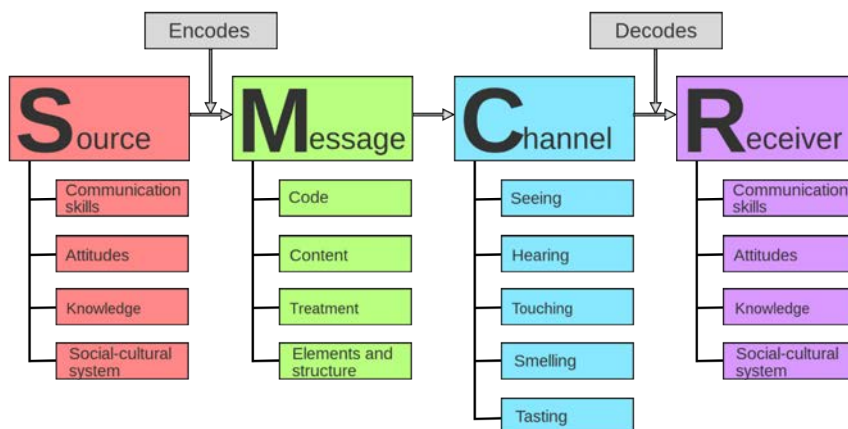 Encodes
Decodes
Source
Message
Channel
Receiver
Communication
skills
Attitudes
Knowledge
Social-cultural
system
Code
Content
Treatment
Elements and
structure
Seeing
Hearing
Touching
Smelling
Tasting
Communication
skills
Attitudes
Knowledge
Social-cultural
system